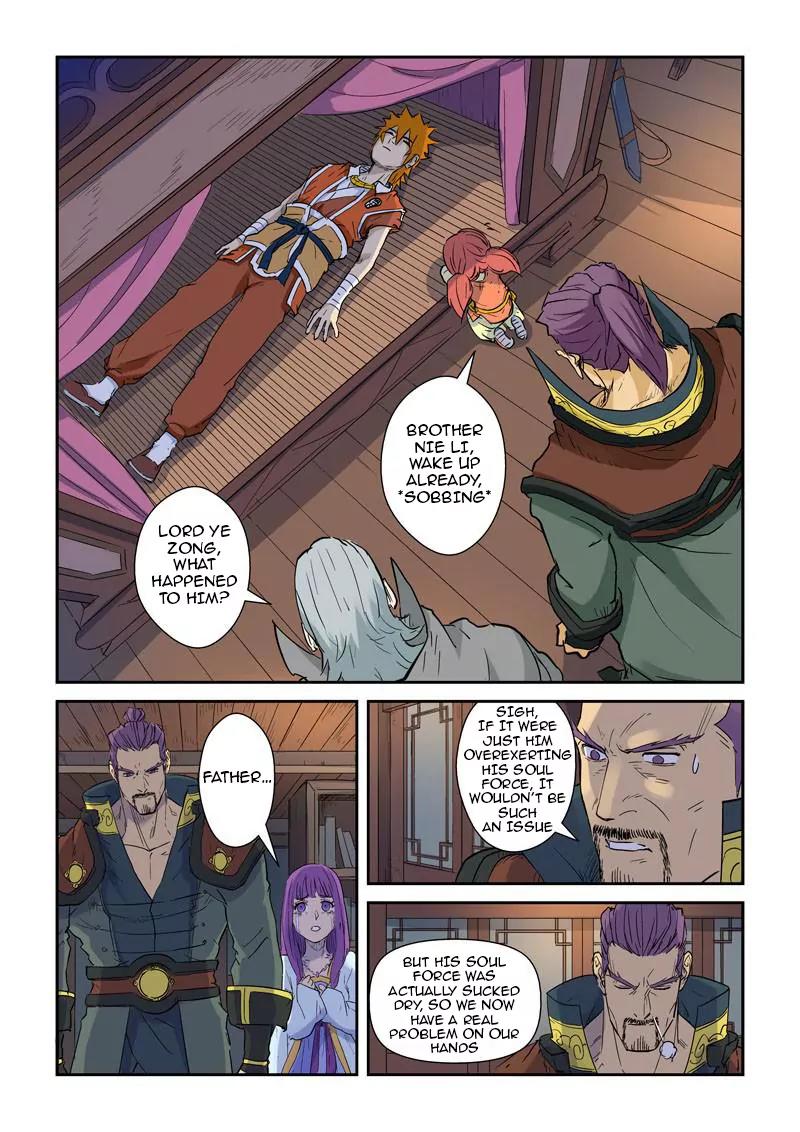 BROTHER
NIE LI,
WAKE UP
ALREADY,
*SOBBING*
LORD YE
ZONG,
WHAT
HAPPENED
TO HIM?
FATHER...
SIGH,
IF IT WERE
JUST HIM
OVEREXERTING
HIS SOUL
FORCE, IT
WOULDN'T BE
SUCH
AN ISSUE
BUT HIS SOUL
FORCE WAS
ACTUALLY SUCKED
DRY, SO WE NOW
HAVE A REAL
PROBLEM ON OUR
HANDS